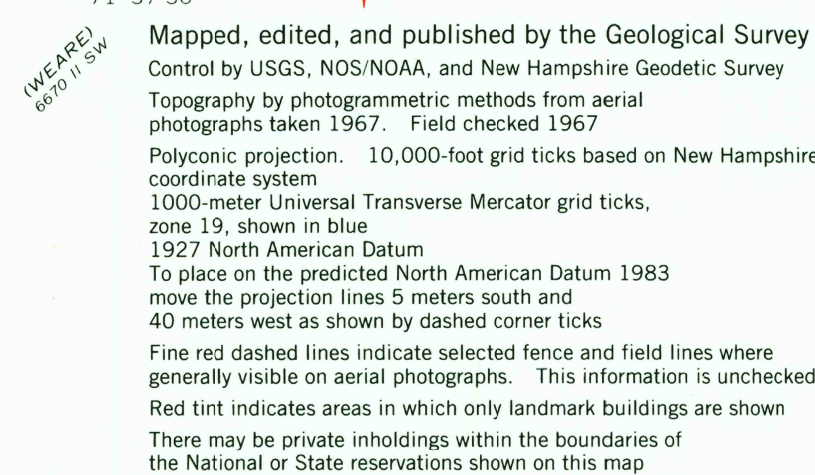 (WEARE)
6670 II SW
Mapped, edited, and published by the Geological Survey
Control by USGS, NOS/NOAA, and New Hampshire Geodetic Survey
Topography by photogrammetric methods from aerial
photographs taken 1967. Field checked 1967
Polyconic projection. 10,000-foot grid ticks based on New Hampshire
coordinate system
1000-meter Universal Transverse Mercator grid ticks,
zone 19, shown in blue
1927 North American Datum
To place on the predicted North American Datum 1983
move the projection lines 5 meters south and
40 meters west as shown by dashed corner ticks
Fine red dashed lines indicate selected fence and field lines where
generally visible on aerial photographs. This information is unchecked
Red tint indicates areas in which only landmark buildings are shown
There may be private inholdings within the boundaries of
the National or State reservations shown on this map